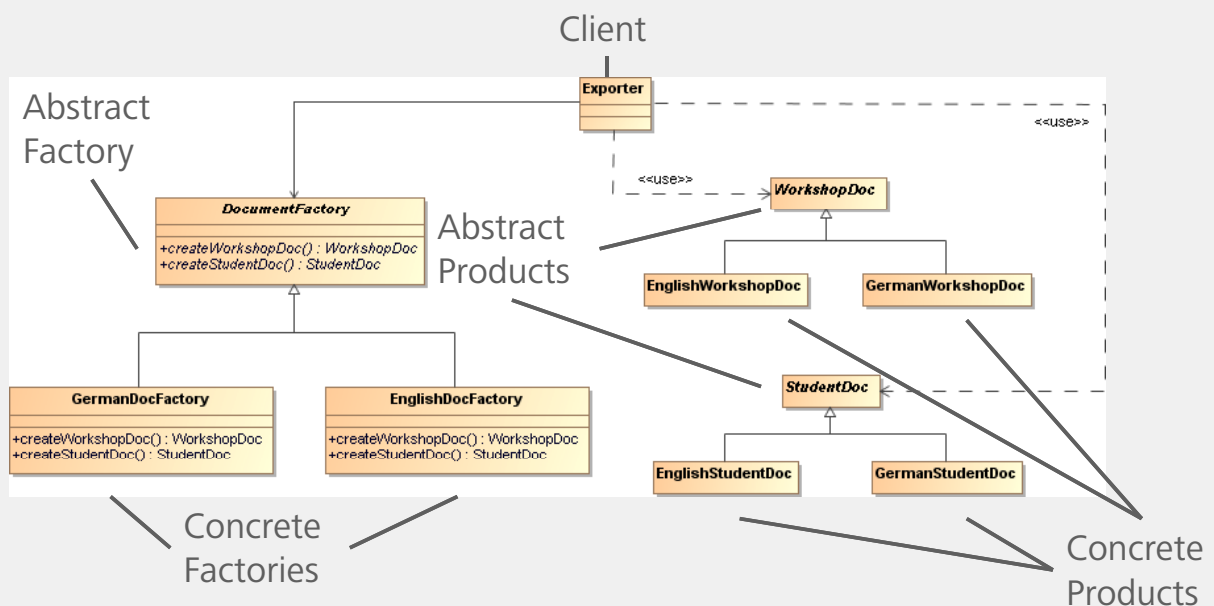 Client
Exporter
<<use>>
Abstract
Factory
<<use>>
WorkshopDoc
DocumentFactory
+createWorkshopDoc() : WorkshopDoc
+createStudentDoc() : StudentDoc
Abstract
Products
EnglishWorkshopDoc
GermanWorkshopDoc
StudentDoc
GermanDocFactory
+createWorkshopDoc() : WorkshopDoc
+createStudentDoc() : StudentDoc
EnglishDocFactory
+createWorkshopDoc() : WorkshopDoc
+createStudentDoc() : StudentDoc
EnglishStudentDoc
GermanStudentDoc
Concrete
Factories
Concrete
Products